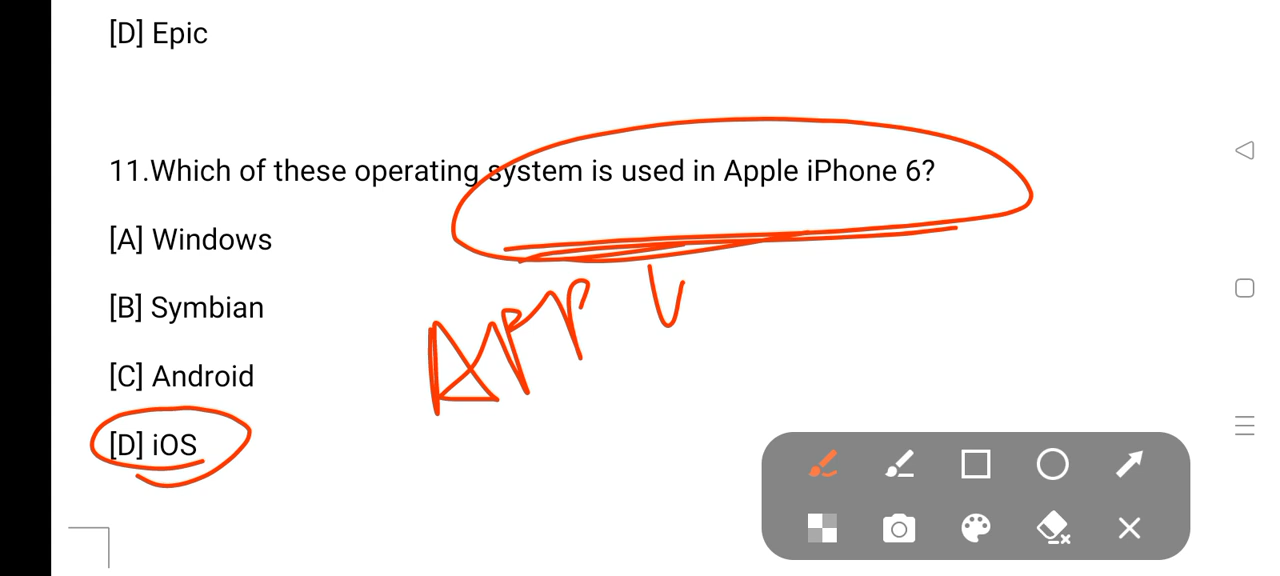 [D] Epic
11.Which of these operating system is used in Apple iPhone 6?
[A] Windows
[B] Symbian
[C] Android
[D] iOS
APP